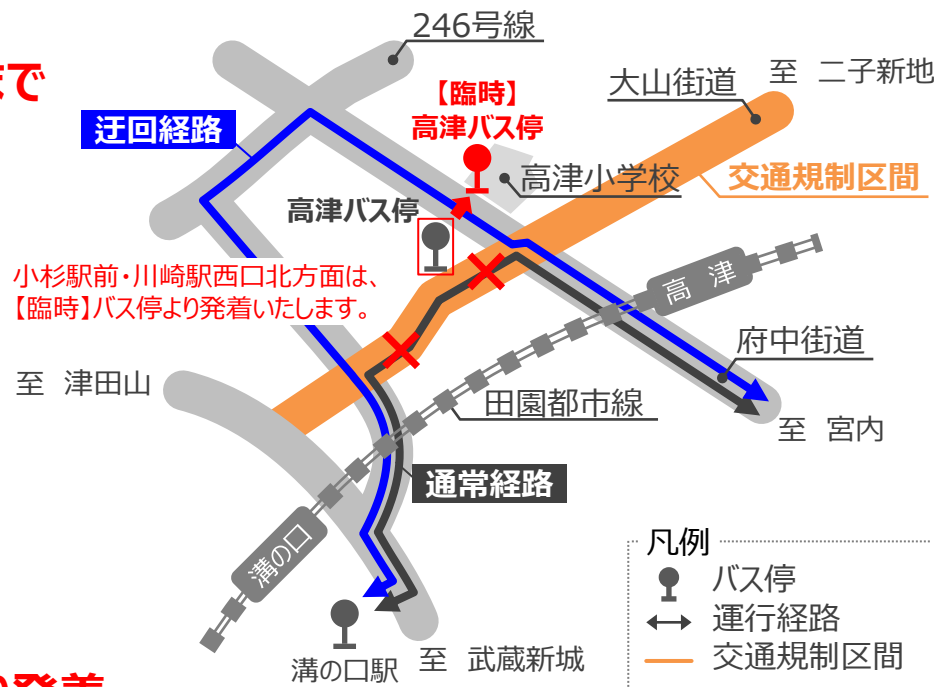 246号線
まで
【臨時】
高津バス停
大山街道
至 二子新地
迂回経路
高津小学校
交通規制区間
高津バス停
小杉駅前・川崎駅西口北方面は、
【臨時】バス停より発着いたします。
高津
府中街道
至 津田山
田園都市線
至 宮内
通常経路
溝の口
凡例
バス停
運行経路
交通規制区間
溝の口駅
至 武蔵新城
発着